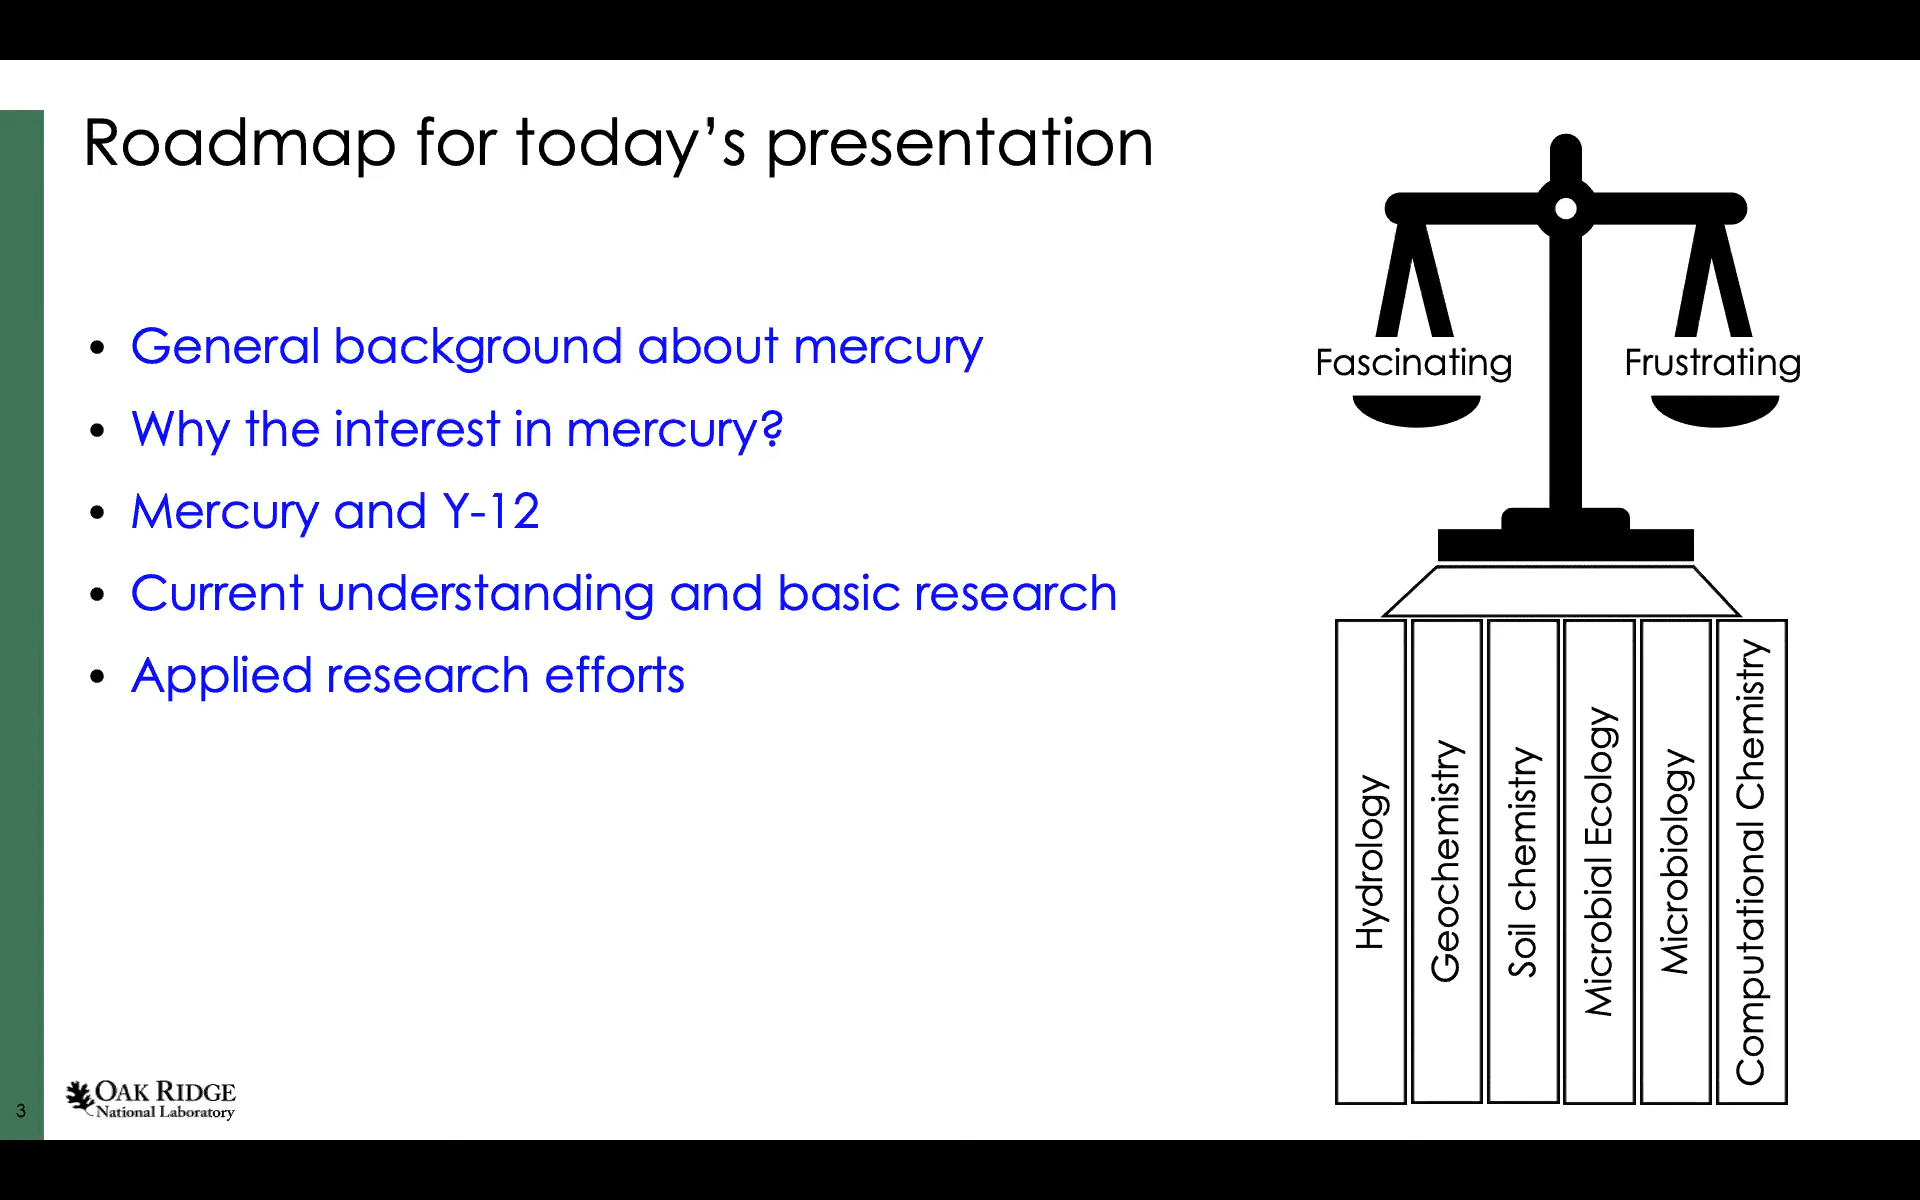 Roadmap for today's presentation
• General background about mercury
• Why the interest in mercury?
• Mercury and Y-12
• Current understanding and basic research
• Applied research efforts
Fascinating
Frustrating
Hydrology
Geochemistry
Soil chemistry
Microbial Ecology
Microbiology
Computational Chemistry
3
OAK RIDGE
National Laboratory